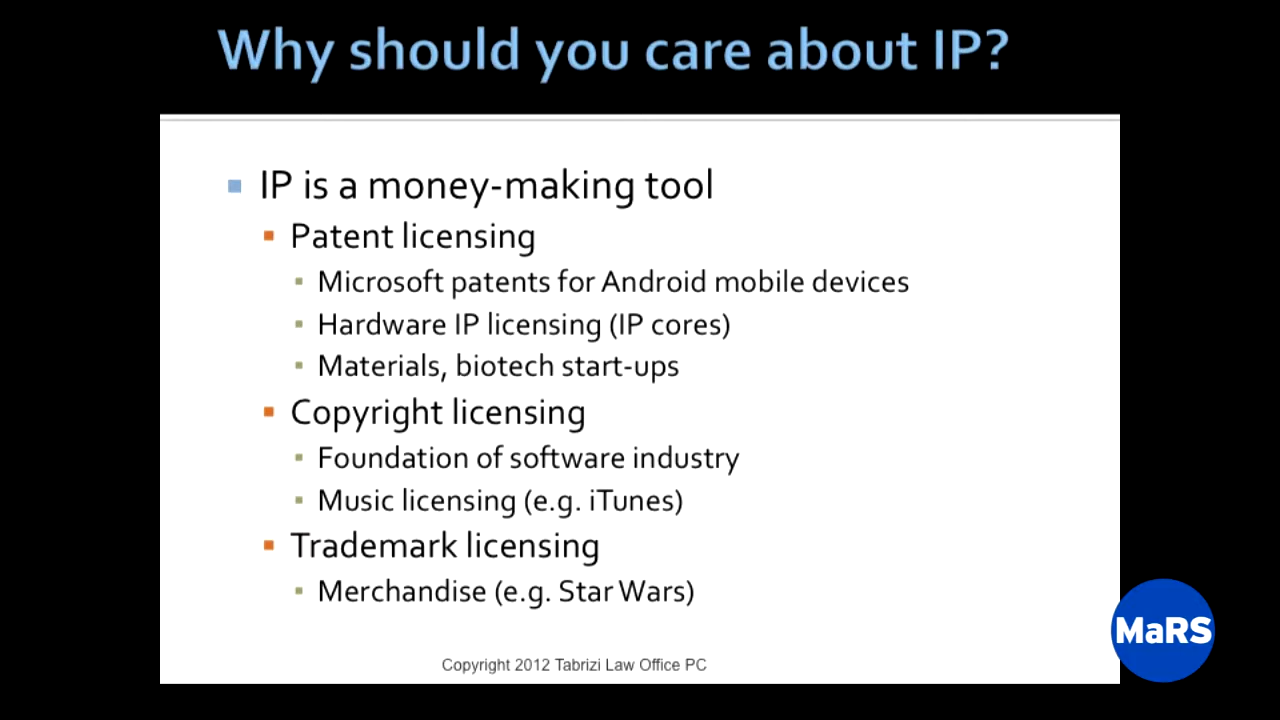 Why should you care about IP?
IP is a money-making tool
Patent licensing
Microsoft patents for Android mobile devices
Hardware IP licensing (IP cores)
Materials, biotech start-ups
Copyright licensing
Foundation of software industry
Music licensing (e.g. iTunes)
Trademark licensing
Merchandise (e.g. Star Wars)
MaRS
Copyright 2012 Tabrizi Law Office PC